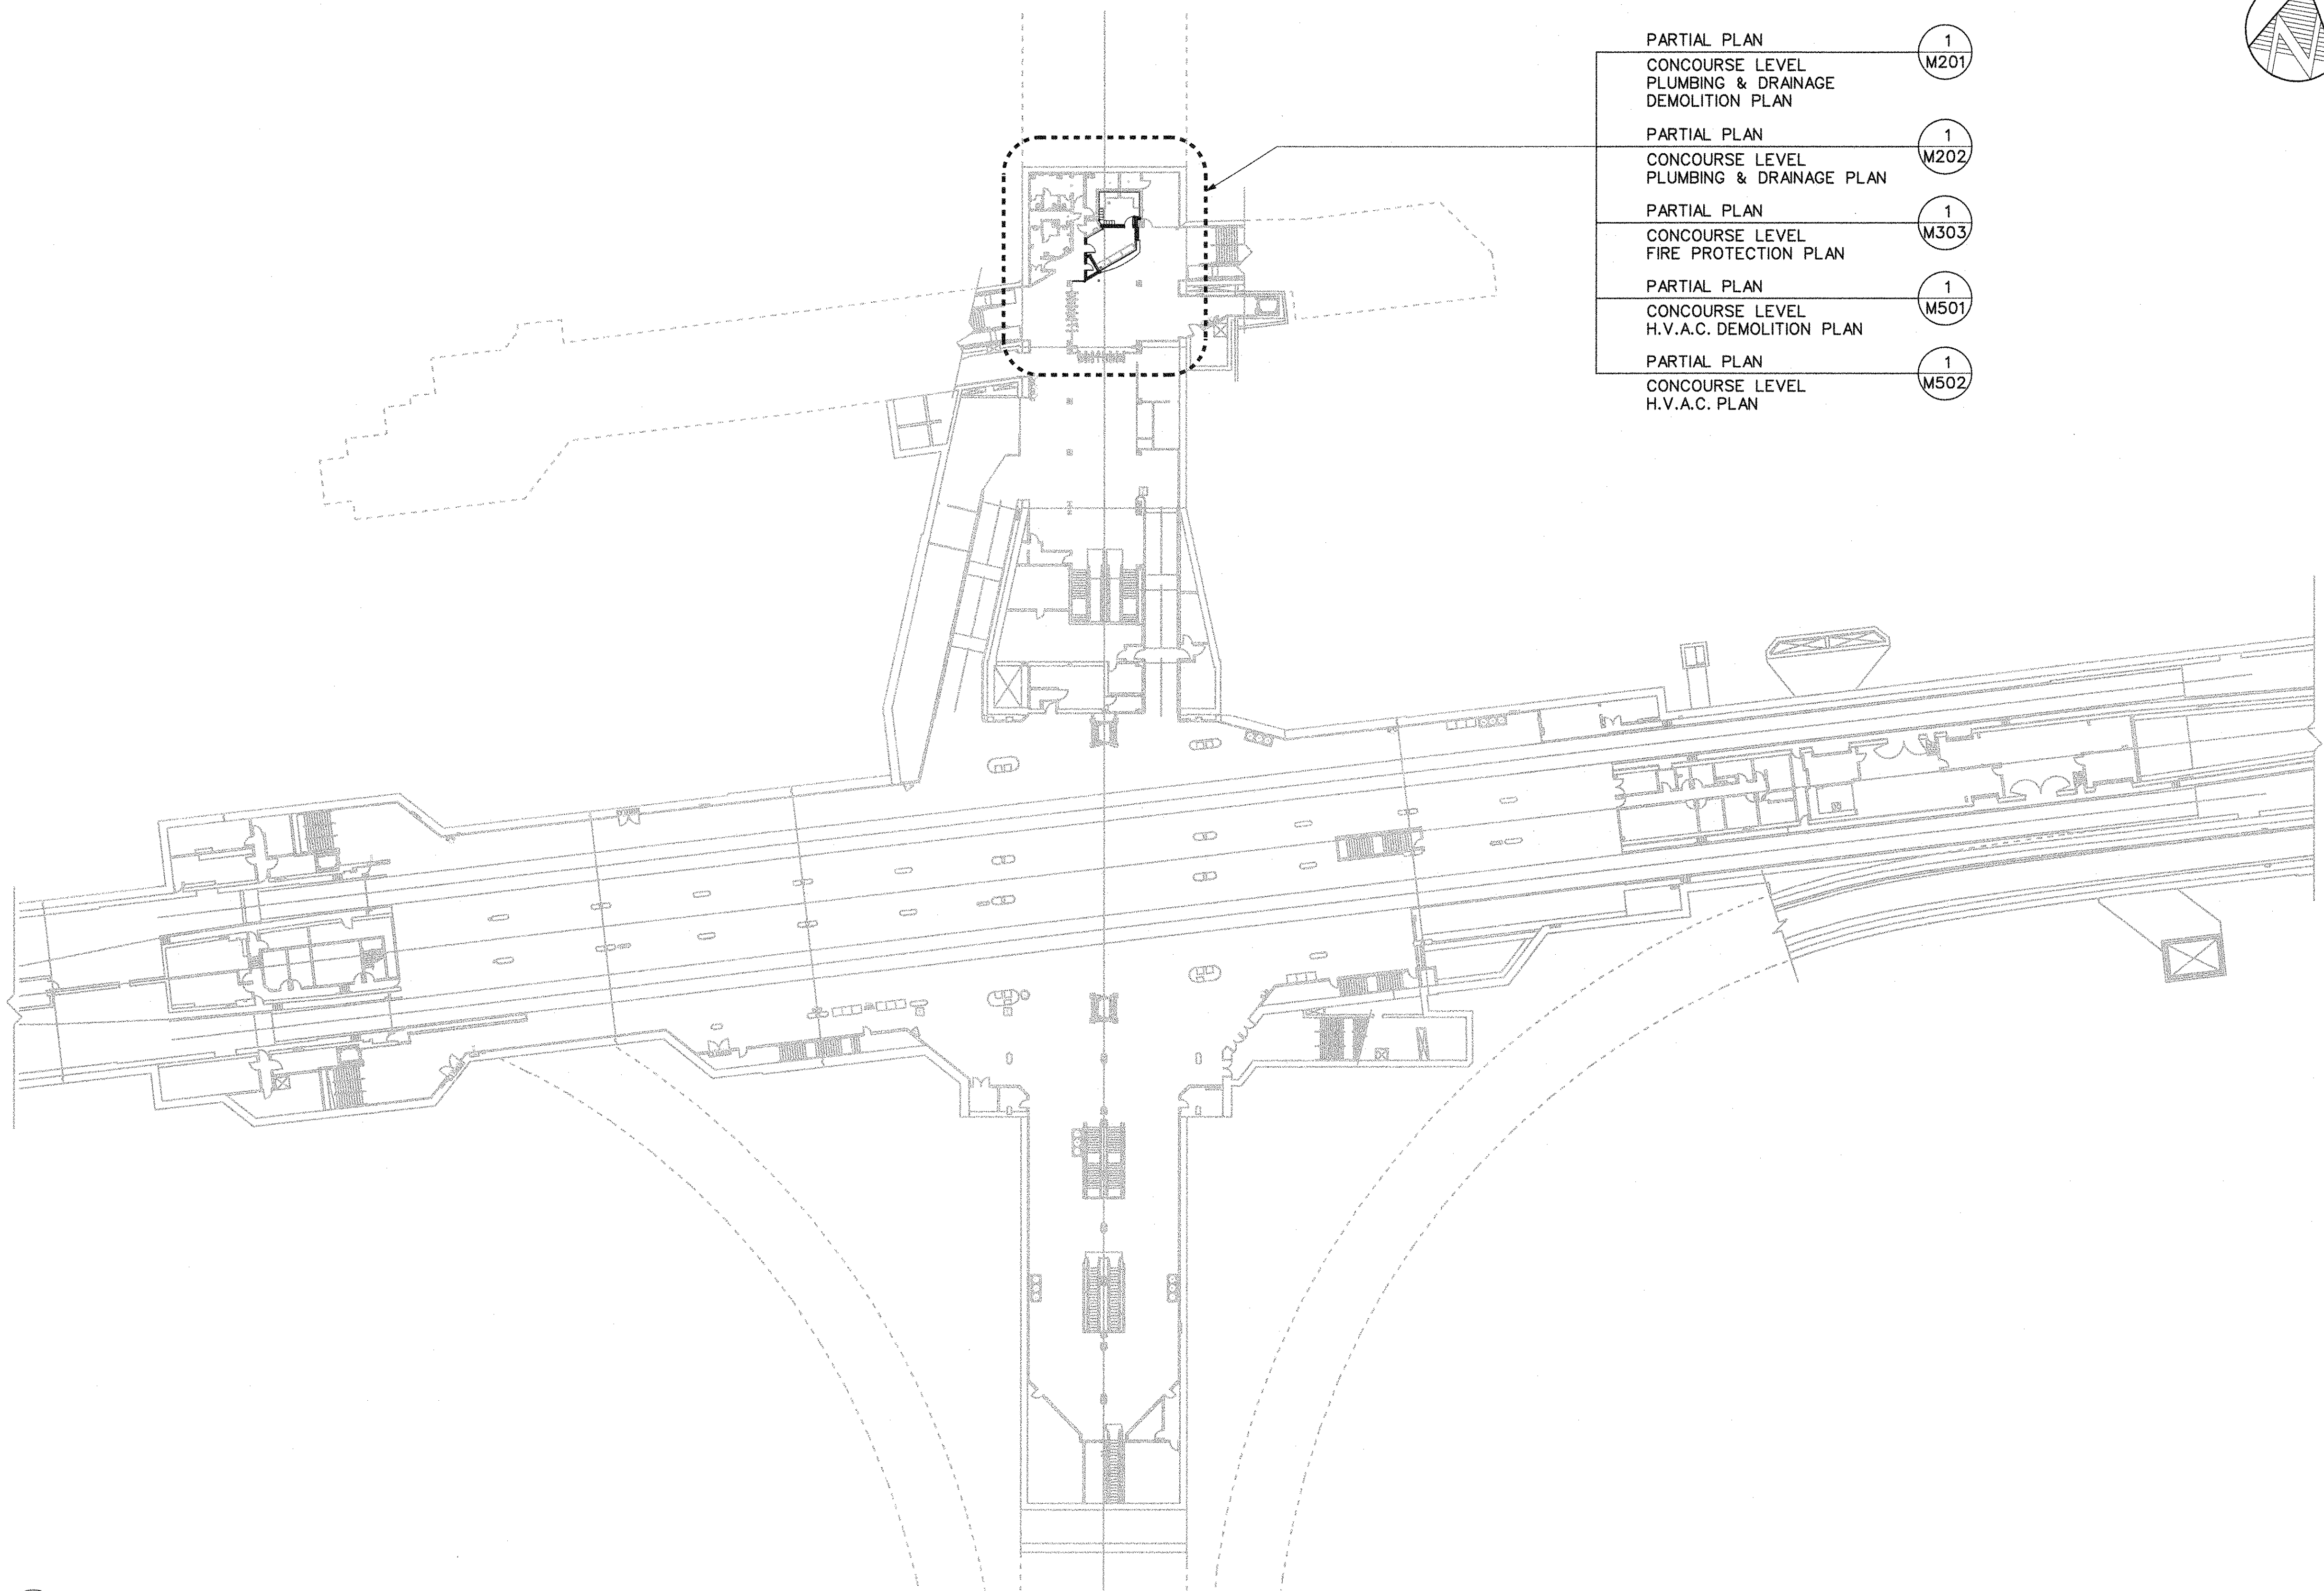 PARTIAL PLAN
1
M201
CONCOURSE LEVEL
PLUMBING & DRAINAGE
DEMOLITION PLAN
PARTIAL PLAN
1
M202
CONCOURSE LEVEL
PLUMBING & DRAINAGE PLAN
PARTIAL PLAN
1
M303
CONCOURSE LEVEL
FIRE PROTECTION PLAN
PARTIAL PLAN
1
M501
CONCOURSE LEVEL
H.V.A.C. DEMOLITION PLAN
PARTIAL PLAN
1
M502
CONCOURSE LEVEL
H.V.A.C. PLAN
N